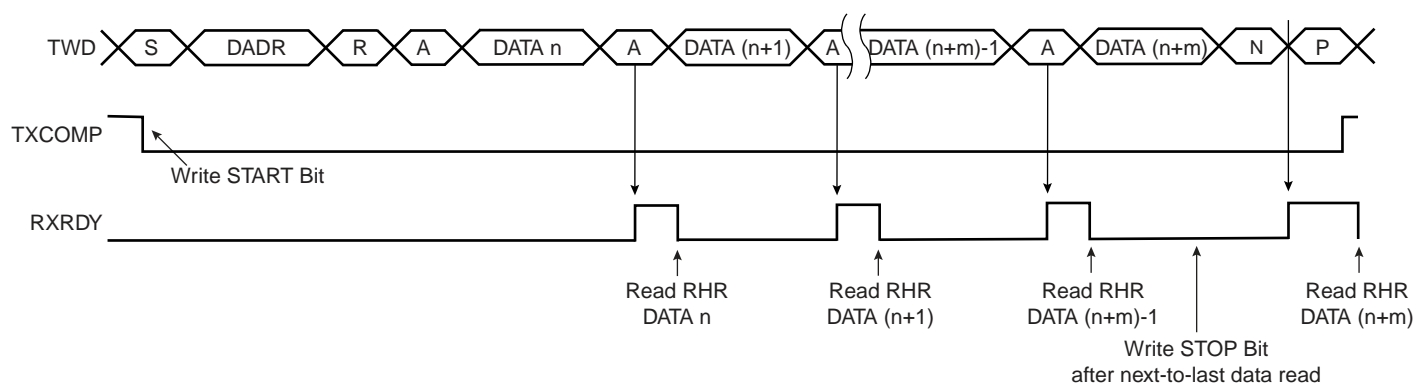 TWD S DADR R A DATA n A DATA (n+1) A DATA (n+m)-1 A DATA (n+m) N P
TXCOMP
Write START Bit
RXRDY
Read RHR Read RHR Read RHR Read RHR
DATA n DATA (n+1) DATA (n+m)-1 DATA (n+m)
Write STOP Bit
after next-to-last data read